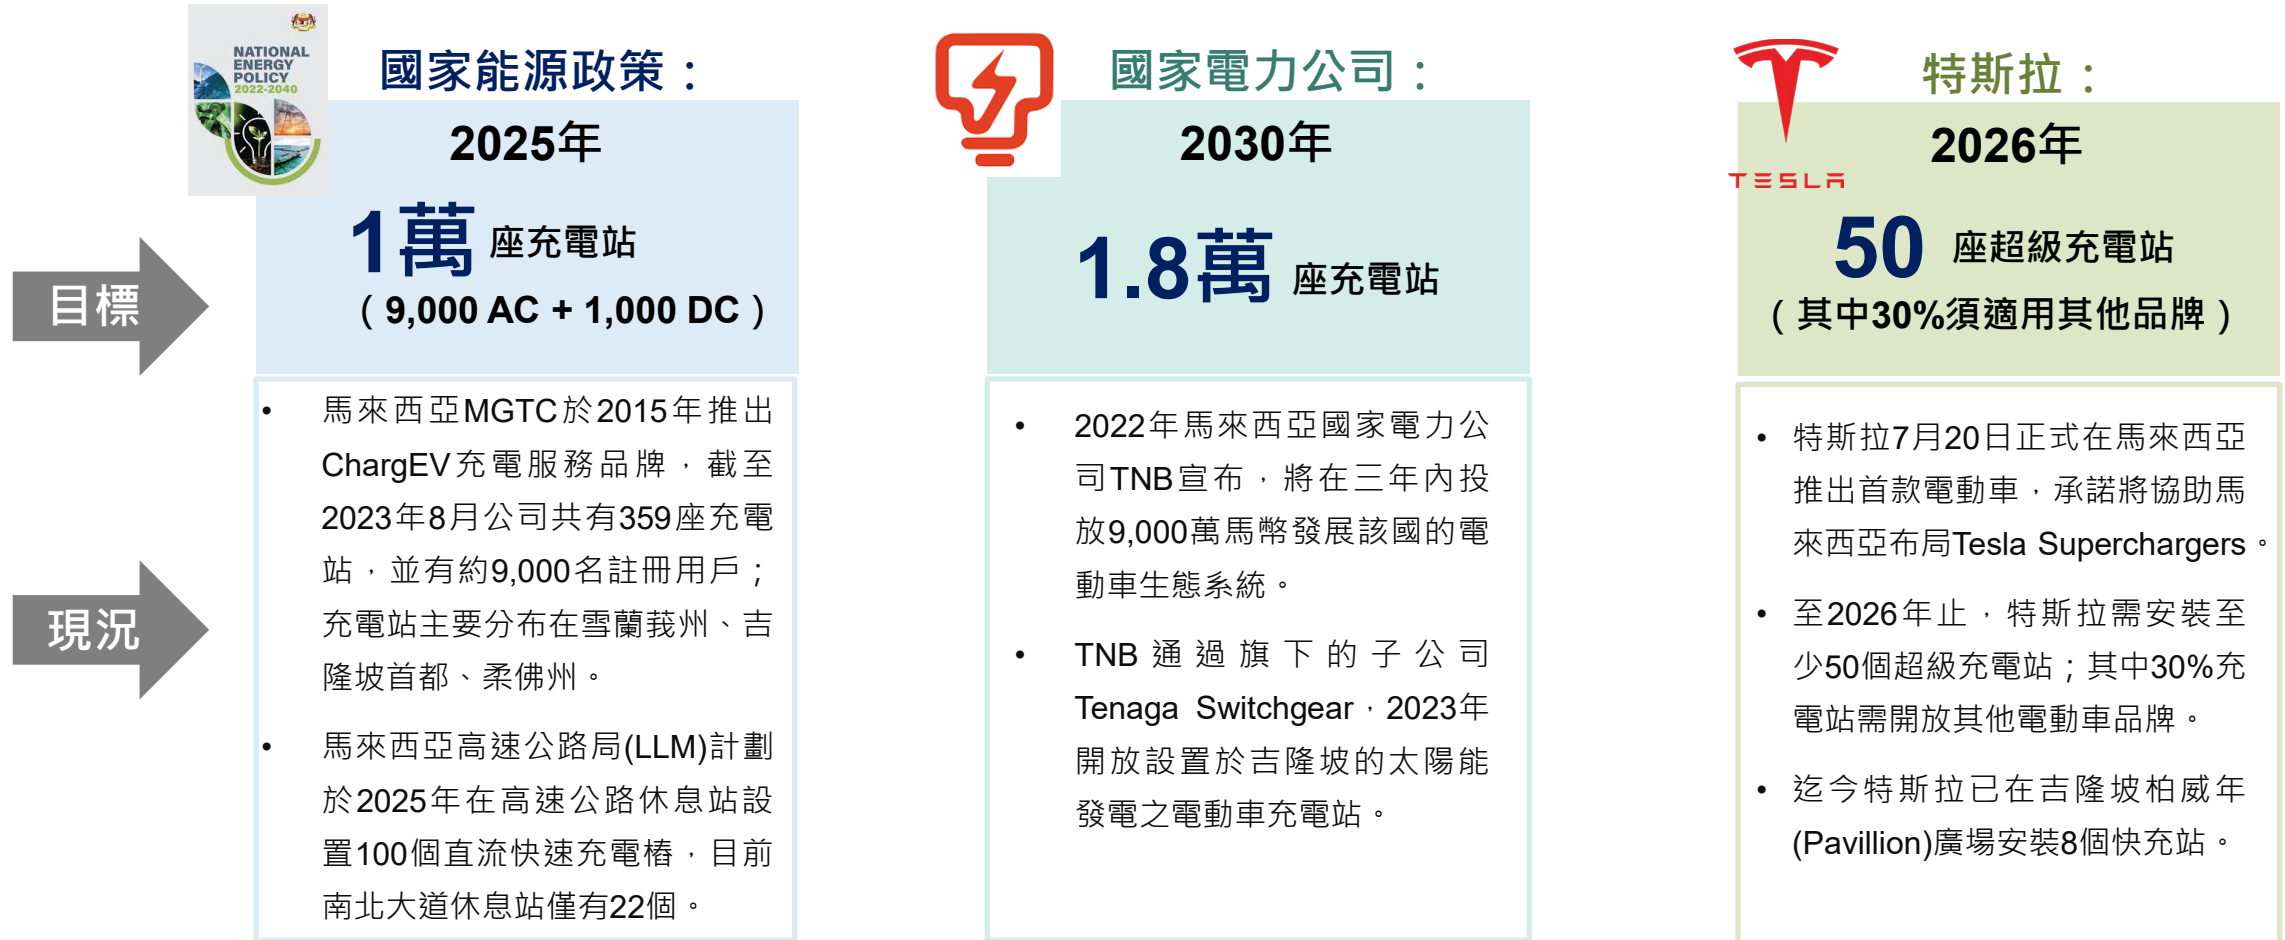 NATIONAL
ENERGY
POLICY
2022-2040
國家能源政策：
2025年
1萬 座充電站
（9,000 AC + 1,000 DC）
國家電力公司：
2030年
1.8萬 座充電站
特斯拉：
TESLA
2026年
50 座超級充電站
（其中30%須適用其他品牌）
目標
現況
• 馬來西亞MGTC於2015年推出
ChargEV充電服務品牌，截至
2023年8月公司共有359座充電
站，並有約9,000名註冊用戶；
充電站主要分布在雪蘭莪州、吉
隆坡首都、柔佛州。
• 馬來西亞高速公路局(LLM)計劃
於2025年在高速公路休息站設
置100個直流快速充電樁，目前
南北大道休息站僅有22個。
• 2022年馬來西亞國家電力公
司TNB宣布，將在三年內投
放9,000萬馬幣發展該國的電
動車生態系統。
• TNB通過旗下的子公司
Tenaga Switchgear，2023年
開放設置於吉隆坡的太陽能
發電之電動車充電站。
• 特斯拉7月20日正式在馬來西亞
推出首款電動車，承諾將協助馬
來西亞布局Tesla Superchargers。
• 至2026年止，特斯拉需安裝至
少50個超級充電站；其中30%充
電站需開放其他電動車品牌。
• 迄今特斯拉已在吉隆坡柏威年
(Pavillion)廣場安裝8個快充站。